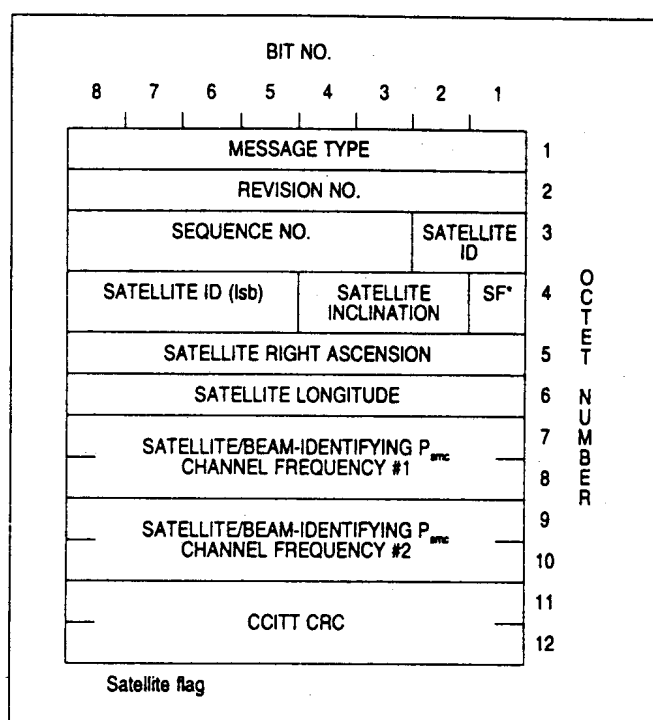 BIT NO.
8 7 6 5 4 3 2 1
MESSAGE TYPE 1
REVISION NO. 2
SEQUENCE NO. SATELLITE ID 3
SATELLITE ID (lsb) SATELLITE INCLINATION SF* 4
SATELLITE RIGHT ASCENSION 5
SATELLITE LONGITUDE 6
SATELLITE/BEAM-IDENTIFYING Psmc 7
CHANNEL FREQUENCY #1 8
SATELLITE/BEAM-IDENTIFYING Psmc 9
CHANNEL FREQUENCY #2 10
CCITT CRC 11
12
OCTET NUMBER
Satellite flag